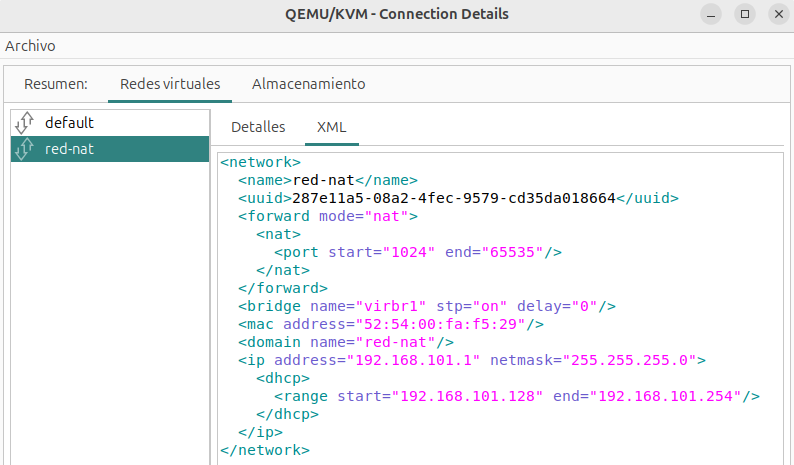 QEMU/KVM - Connection Details
Archivo
Resumen: Redes virtuales Almacenamiento
default
red-nat
Detalles XML
<network>
  <name>red-nat</name>
  <uuid>287e11a5-08a2-4fec-9579-cd35da018664</uuid>
  <forward mode="nat">
    <nat>
      <port start="1024" end="65535"/>
    </nat>
  </forward>
  <bridge name="virbr1" stp="on" delay="0"/>
  <mac address="52:54:00:fa:f5:29"/>
  <domain name="red-nat"/>
  <ip address="192.168.101.1" netmask="255.255.255.0">
    <dhcp>
      <range start="192.168.101.128" end="192.168.101.254"/>
    </dhcp>
  </ip>
</network>